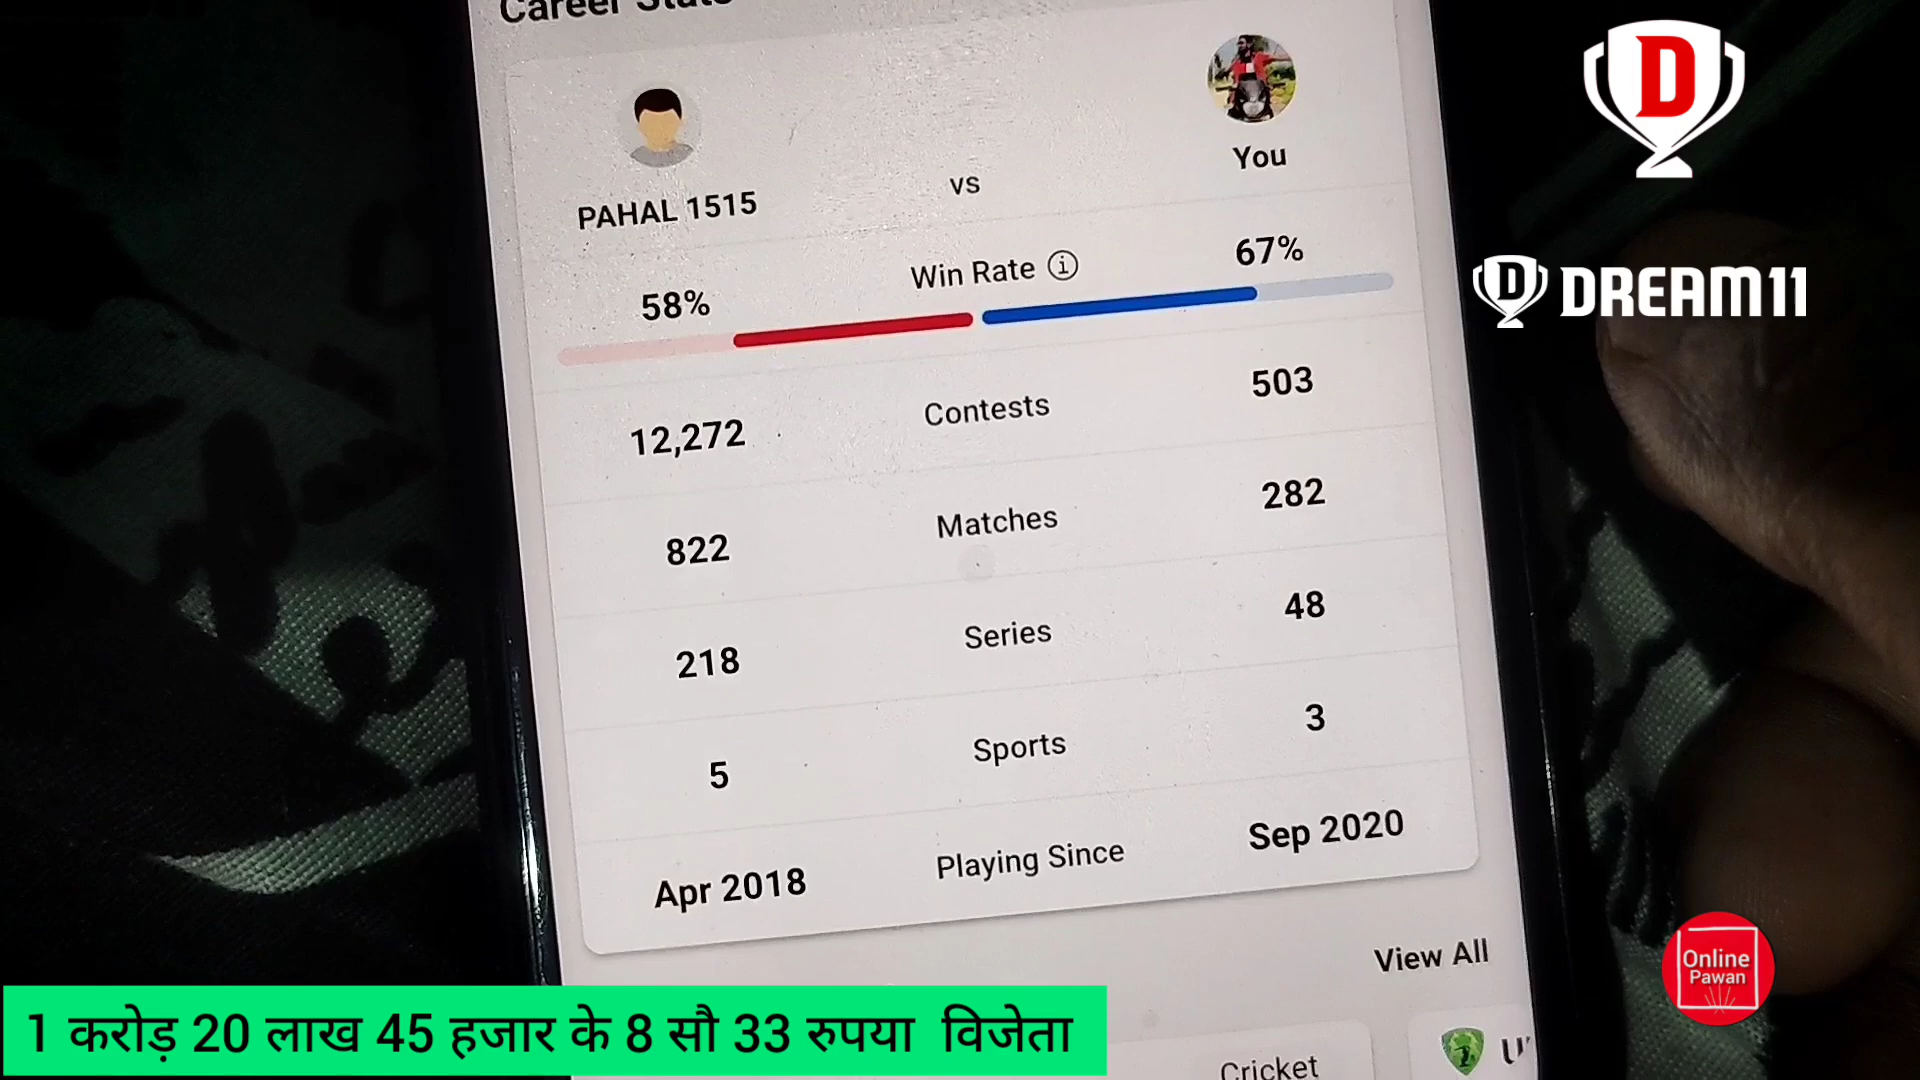 Career Stats
PAHAL 1515
vs
You
58%
Win Rate
67%
12,272
Contests
503
822
Matches
282
218
Series
48
5
Sports
3
Apr 2018
Playing Since
Sep 2020
View All
Cricket
D
D DREAM11
Online
Pawan
1 करोड़ 20 लाख 45 हजार के 8 सौ 33 रुपया विजेता